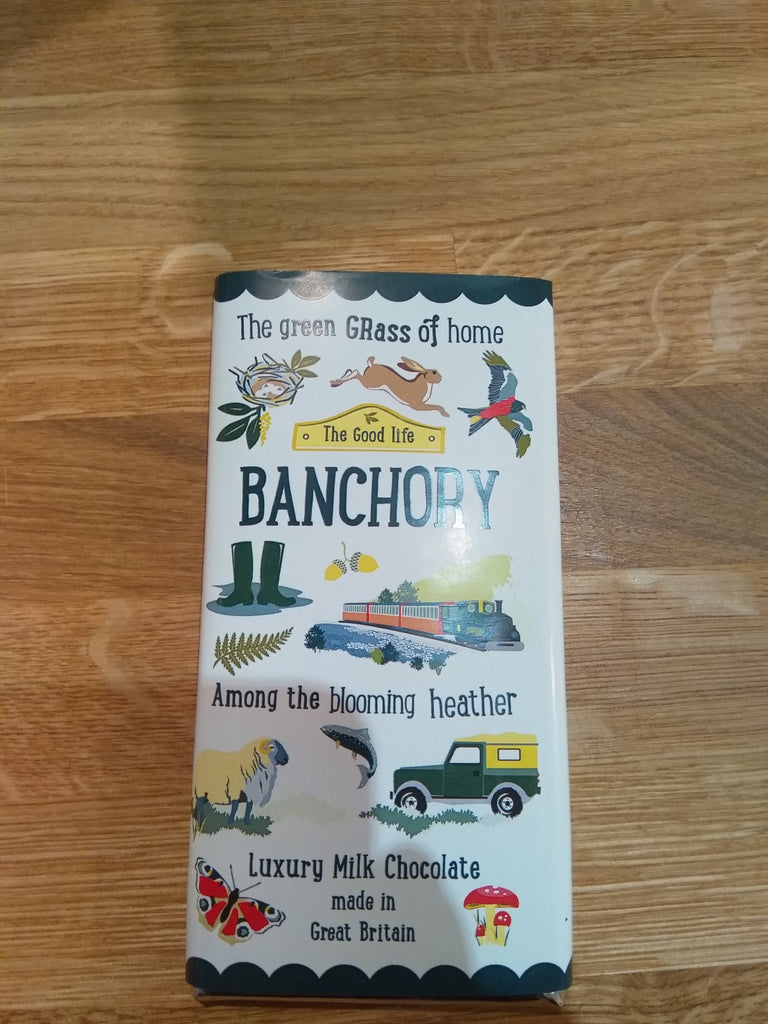 The green GRass of home
The Good life
BANCHORY
Among the blooming heather
Luxury Milk Chocolate
made in
Great Britain